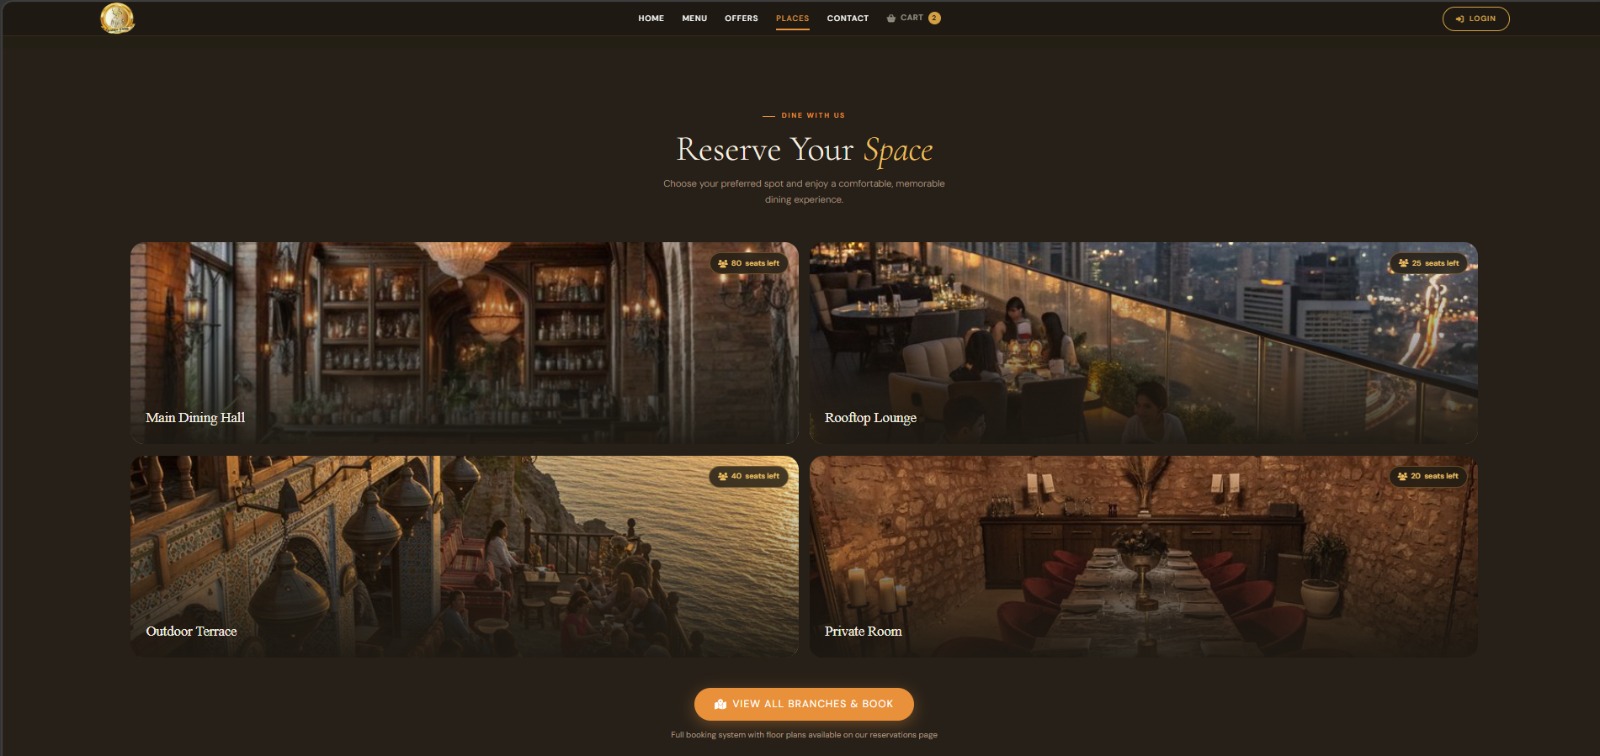 HOME
MENU
OFFERS
PLACES
CONTACT
CART 2
LOGIN
DINE WITH US
Reserve Your Space
Choose your preferred spot and enjoy a comfortable, memorable
dining experience.
80 seats left
Main Dining Hall
25 seats left
Rooftop Lounge
40 seats left
Outdoor Terrace
20 seats left
Private Room
VIEW ALL BRANCHES & BOOK
Full booking system with floor plans available on our reservations page